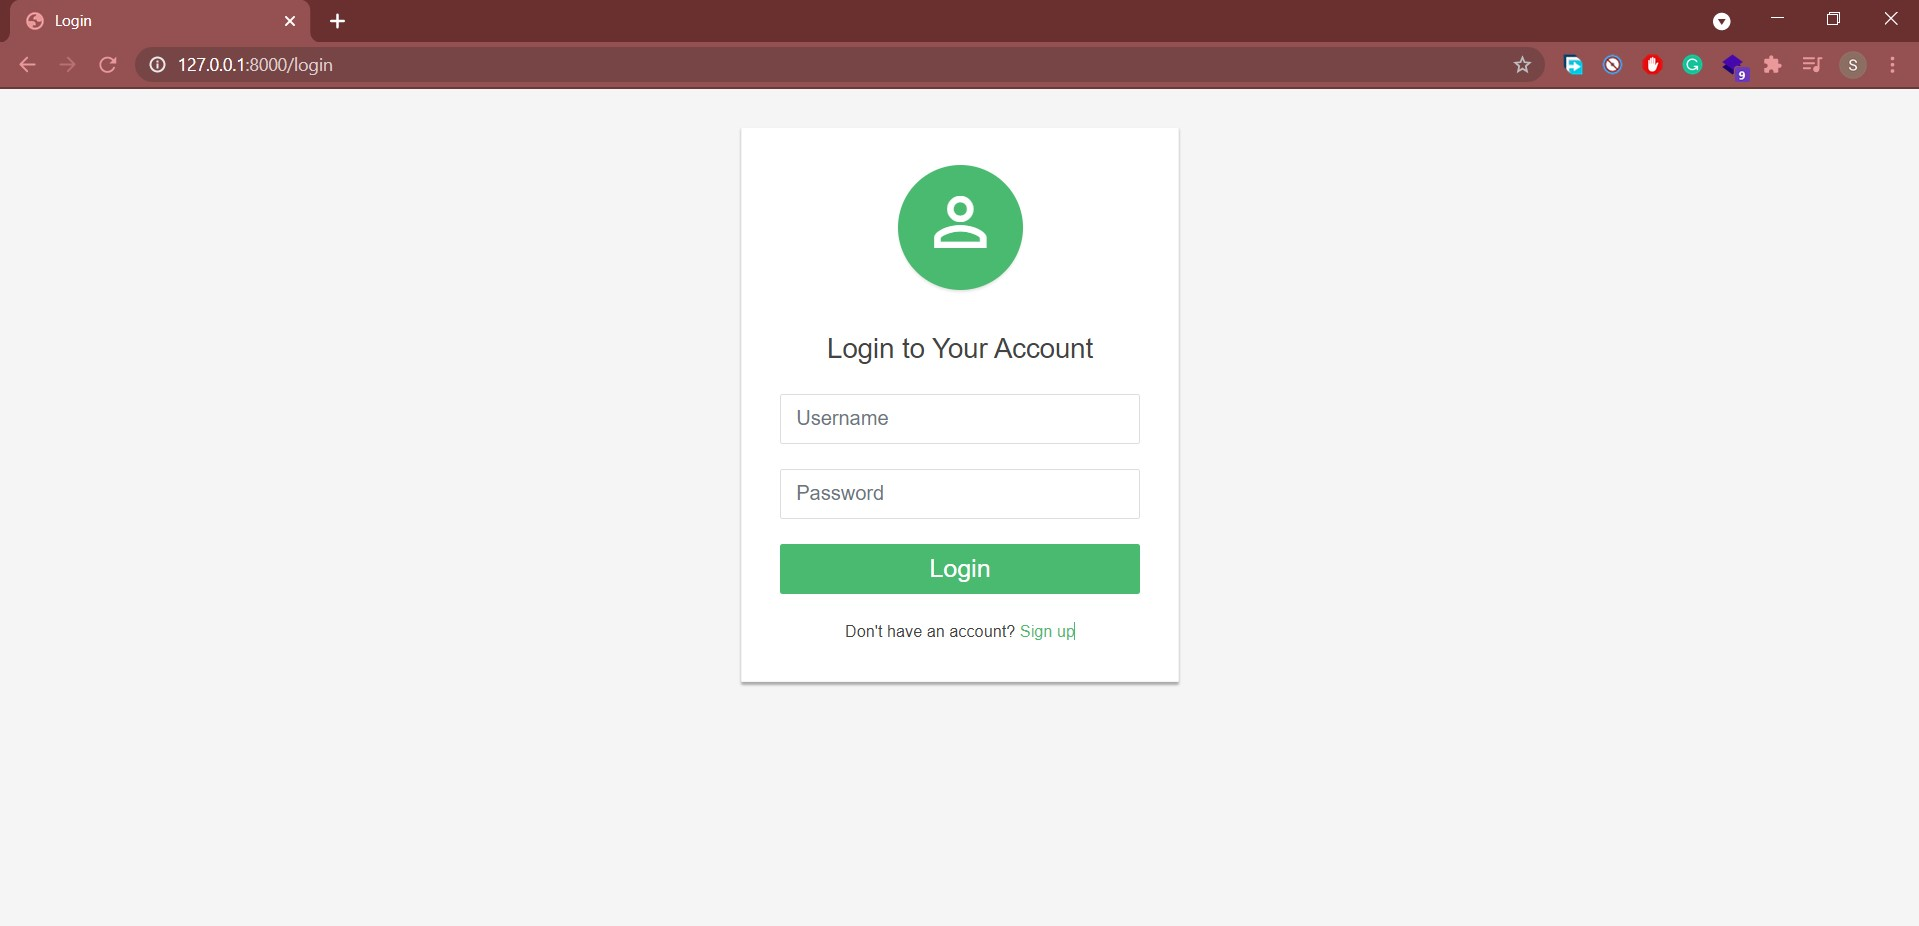 Login
127.0.0.1:8000/login
S
9
Login to Your Account
Username
Password
Login
Don't have an account? Sign up